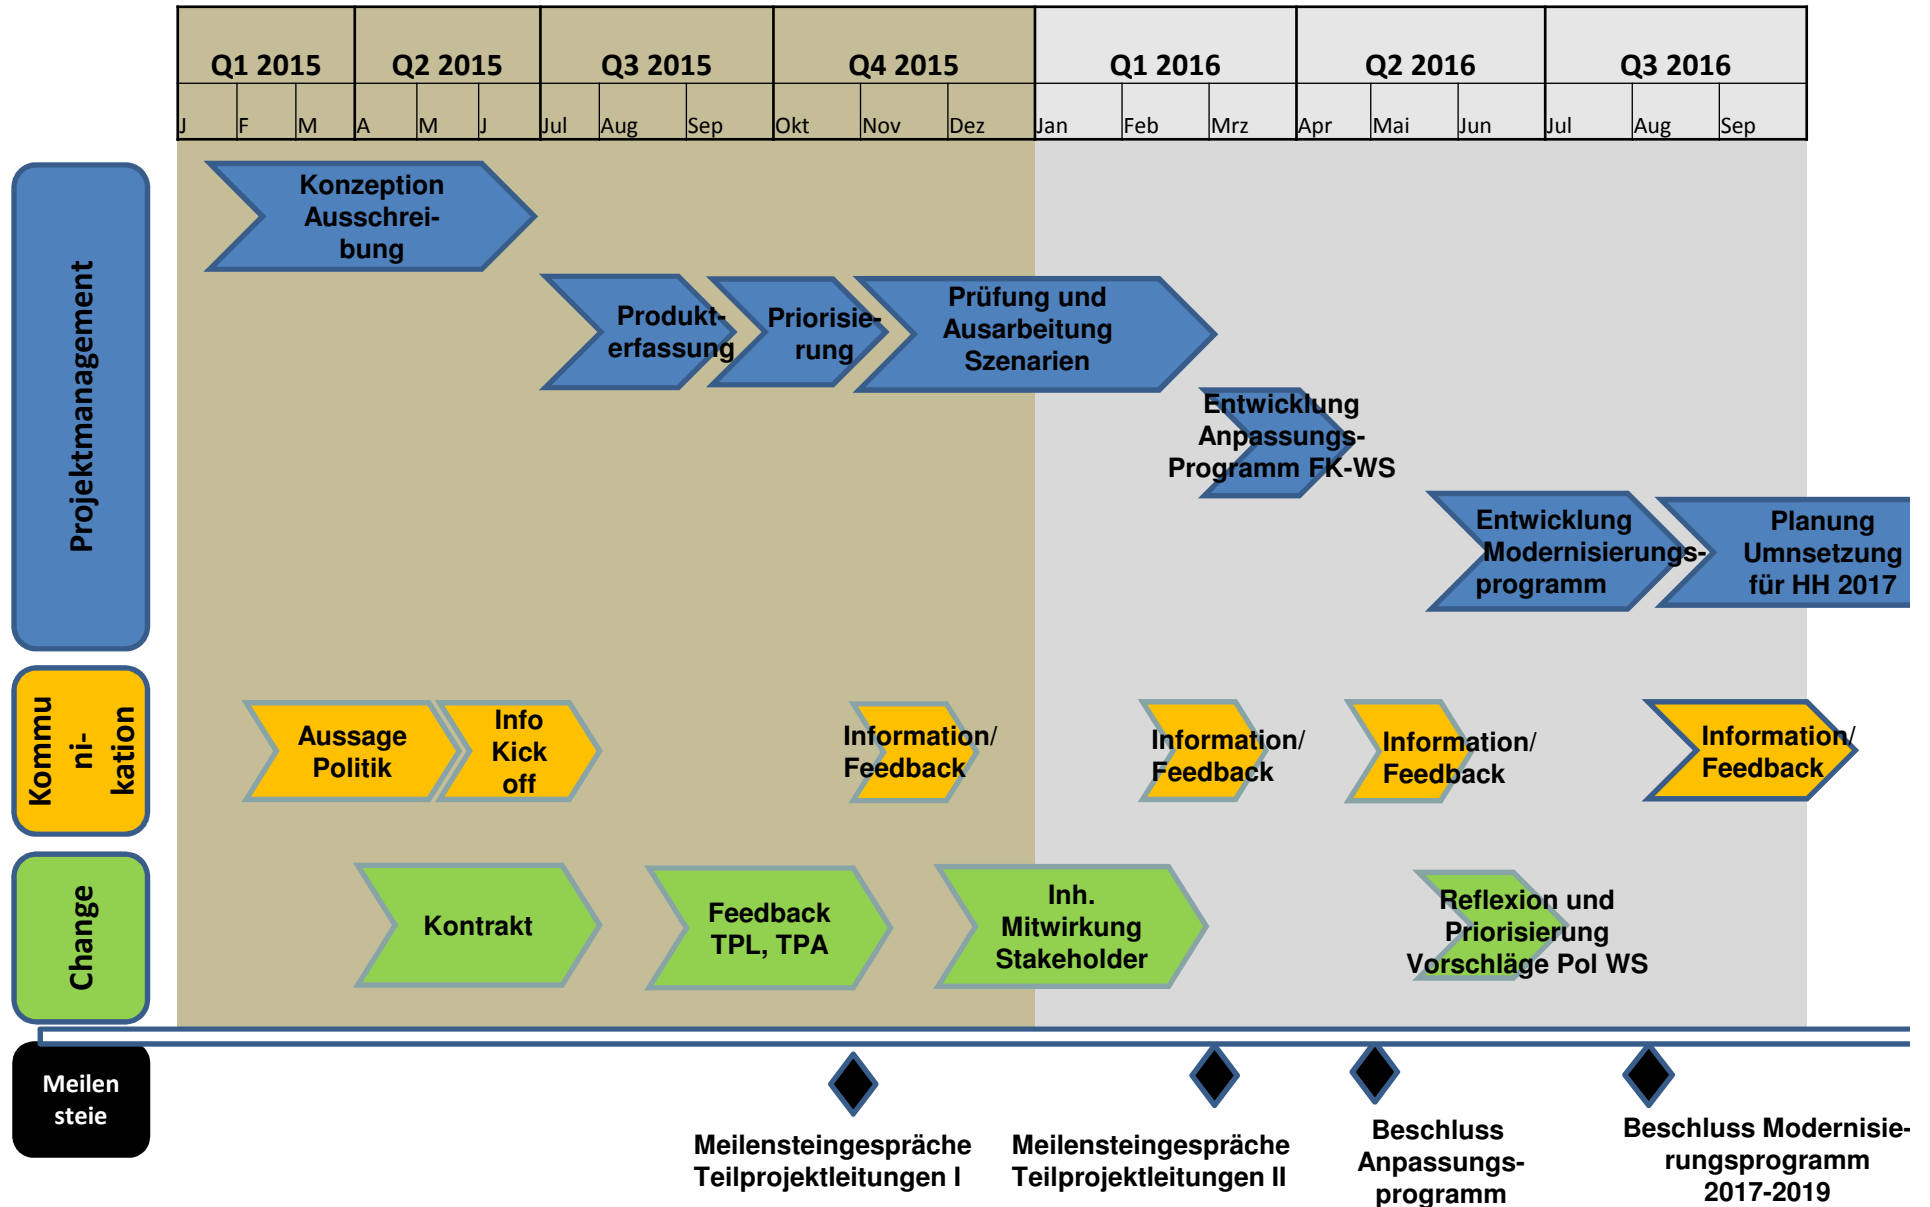 Q1 2015 Q2 2015 Q3 2015 Q4 2015 Q1 2016 Q2 2016 Q3 2016
J F M A M J Jul Aug Sep Okt Nov Dez Jan Feb Mrz Apr Mai Jun Jul Aug Sep
Projektmanagement
Konzeption
Ausschrei-
bung
Produkt-
erfassung
Priorisie-
rung
Prüfung und
Ausarbeitung
Szenarien
Entwicklung
Anpassungs-
Programm FK-WS
Entwicklung
Modernisierungs-
programm
Planung
Umnsetzung
für HH 2017
Kommu
ni-
kation
Aussage
Politik
Info
Kick
off
Information/
Feedback
Information/
Feedback
Information/
Feedback
Information/
Feedback
Change
Kontrakt
Feedback
TPL, TPA
Inh.
Mitwirkung
Stakeholder
Reflexion und
Priorisierung
Vorschläge Pol WS
Meilen
steie
Meilensteingespräche
Teilprojektleitungen I
Meilensteingespräche
Teilprojektleitungen II
Beschluss
Anpassungs-
programm
Beschluss Modernisie-
rungsprogramm
2017-2019